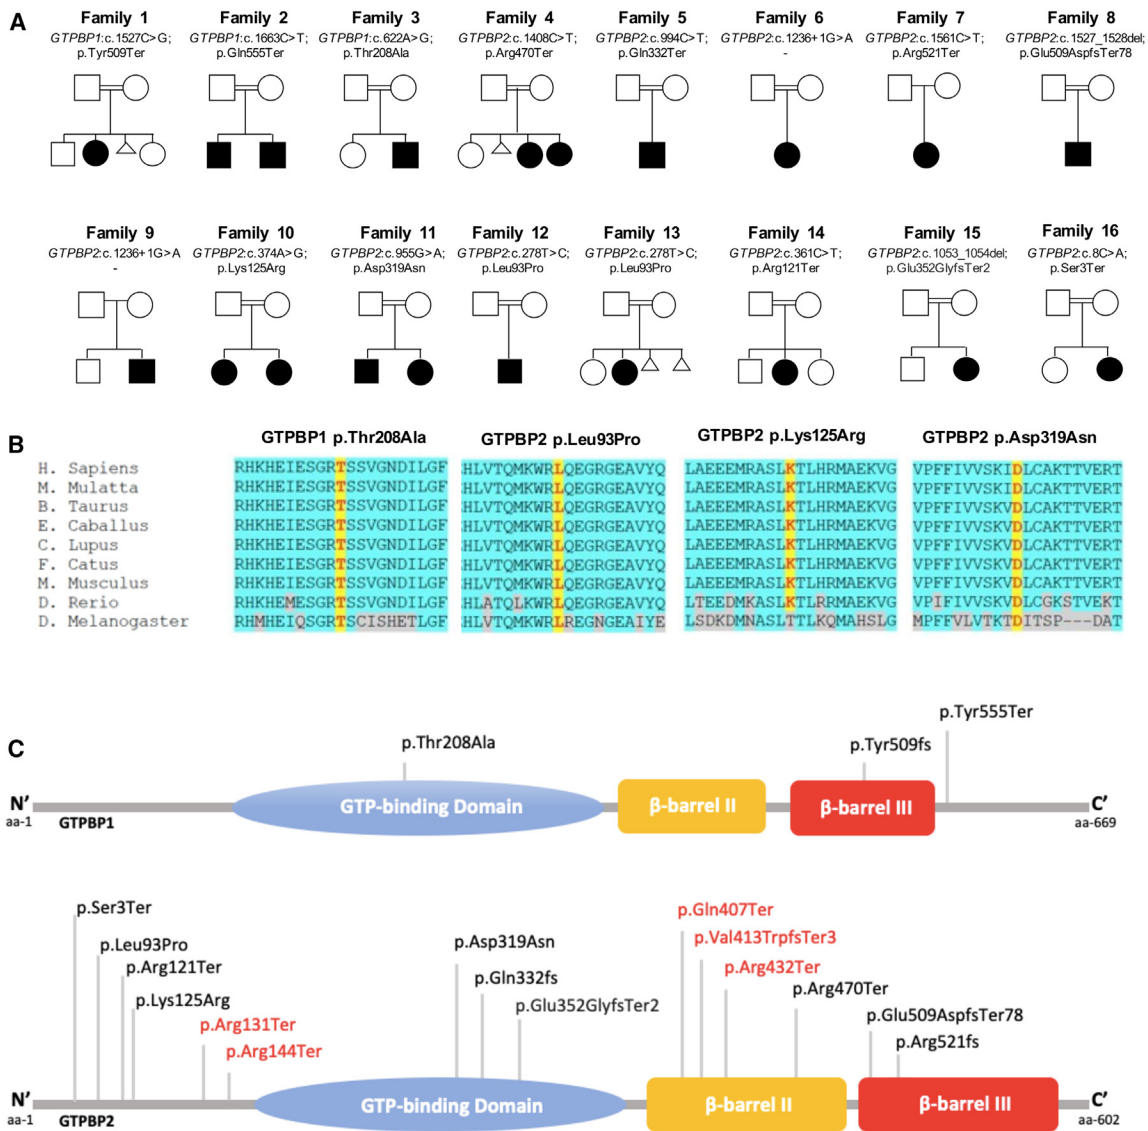 A
Family 1 Family 2 Family 3 Family 4 Family 5 Family 6 Family 7 Family 8
GTPBP1:c.1527C>G; GTPBP1:c.1663C>T; GTPBP1:c.622A>G; GTPBP2:c.1408C>T; GTPBP2:c.994C>T; GTPBP2:c.1236+1G>A GTPBP2:c.1561C>T; GTPBP2:c.1527_1528del;
p.Tyr509Ter p.Gln555Ter p.Thr208Ala p.Arg470Ter p.Gln332Ter - p.Arg521Ter p.Glu509AspfsTer78
Family 9 Family 10 Family 11 Family 12 Family 13 Family 14 Family 15 Family 16
GTPBP2:c.1236+1G>A GTPBP2:c.374A>G; GTPBP2:c.955G>A; GTPBP2:c.278T>C; GTPBP2:c.278T>C; GTPBP2:c.361C>T; GTPBP2:c.1053_1054del; GTPBP2:c.8C>A;
- p.Lys125Arg p.Asp319Asn p.Leu93Pro p.Leu93Pro p.Arg121Ter p.Glu352GlyfsTer2 p.Ser3Ter
B
GTPBP1 p.Thr208Ala GTPBP2 p.Leu93Pro GTPBP2 p.Lys125Arg GTPBP2 p.Asp319Asn
H. Sapiens RHKHEIESGRTSSVGNDILGF HLVTQMKWRLQEGRGEAVYQ LAEEEMRASLKTLHRMAEKVG VPFFIVVSKIDLCAKTTVERT
M. Mulatta RHKHEIESGRTSSVGNDILGF HLVTQMKWRLQEGRGEAVYQ LAEEEMRASLKTLHRMAEKVG VPFFIVVSKVDLCAKTTVERT
B. Taurus RHKHEIESGRTSSVGNDILGF HLVTQMKWRLQEGRGEAVYQ LAEEEMRASLKTLHRMAEKVG VPFFIVVSKVDLCAKTTVERT
E. Caballus RHKHEIESGRTSSVGNDILGF HLVTQMKWRLQEGRGEAVYQ LAEEEMRASLKTLHRMAEKVG VPFFIVVSKVDLCAKTTVERT
C. Lupus RHKHEIESGRTSSVGNDILGF HLVTQMKWRLQEGRGEAVYQ LAEEEMRASLKTLHRMAEKVG VPFFIVVSKVDLCAKTTVERT
F. Catus RHKHEIESGRTSSVGNDILGF HLVTQMKWRLQEGRGEAVYQ LAEEEMRASLKTLHRMAEKVG VPFFIVVSKVDLCAKTTVERT
M. Musculus RHKHEIESGRTSSVGNDILGF HLVTQMKWRLQEGRGEAVYQ LAEEEMRASLKTLHRMAEKVG VPFFIVVSKVDLCAKTTVERT
D. Rerio RHKHEMESGRTSSVGNDILGF HLATQLKWRLQEGRGEAVYQ LTEEDMKASLKTLRRMAEKVG VPIFIVVSKVDLCGKSTVEKT
D. Melanogaster RHMHEIQSGRTSCISHETLGF HLVTQMKWRLREGNGEAIYE LSDKDMNASLTTLKQMAHSLG MPFFVLVTKTDITSP---DAT
C
p.Tyr555Ter
p.Thr208Ala p.Tyr509fs
N' GTP-binding Domain β-barrel II β-barrel III C'
aa-1 GTPBP1 aa-669
p.Ser3Ter p.Gln407Ter
p.Leu93Pro p.Asp319Asn p.Val413TrpfsTer3
p.Arg121Ter p.Gln332fs p.Arg432Ter
p.Lys125Arg p.Glu352GlyfsTer2 p.Arg470Ter
p.Arg131Ter p.Glu509AspfsTer78
p.Arg144Ter p.Arg521fs
N' GTP-binding Domain β-barrel II β-barrel III C'
aa-1 GTPBP2 aa-602